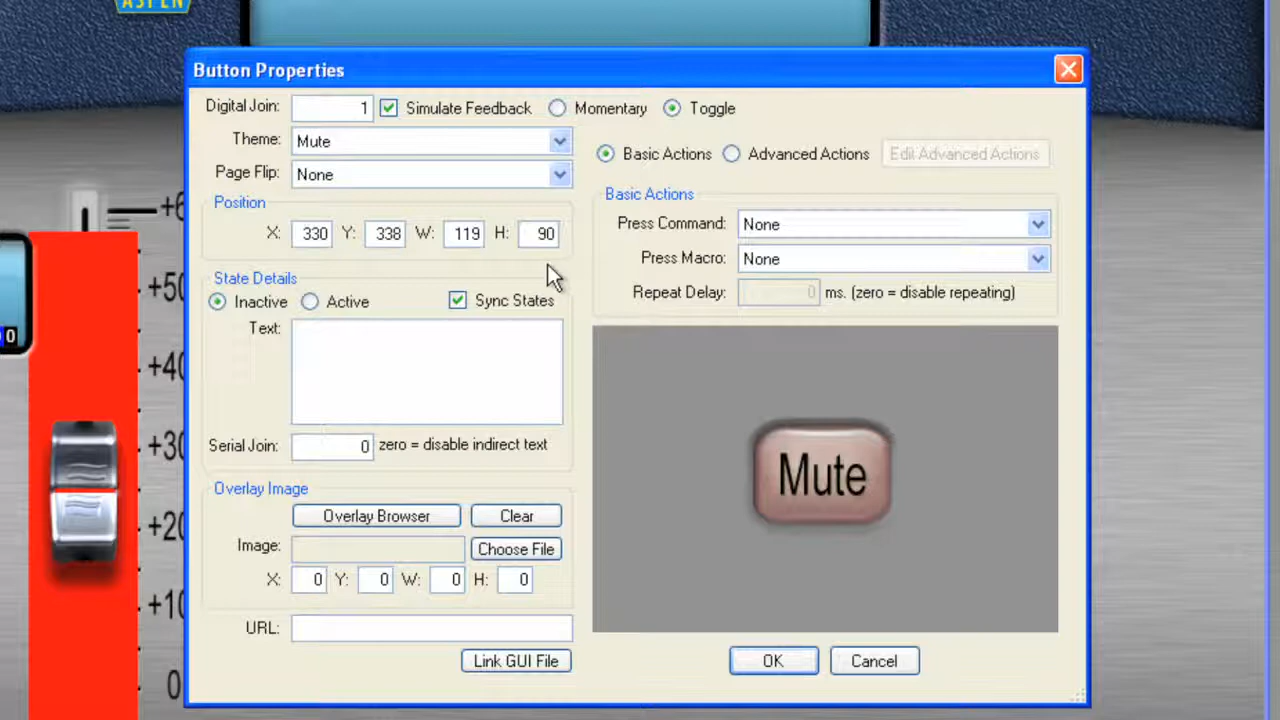 ASPEN
Button Properties
Digital Join: 1 Simulate Feedback Momentary Toggle
Theme: Mute
Basic Actions Advanced Actions Edit Advanced Actions
Page Flip: None
Position
Basic Actions
X: 330 Y: 338 W: 119 H: 90
Press Command: None
Press Macro: None
State Details
Inactive Active Sync States
Repeat Delay: 0 ms. (zero = disable repeating)
Text:
Serial Join: 0 zero = disable indirect text
Mute
Overlay Image
Overlay Browser Clear
Image: Choose File
X: 0 Y: 0 W: 0 H: 0
URL:
Link GUI File
OK Cancel
+6
+50
0
+40
+30
+20
+10
0